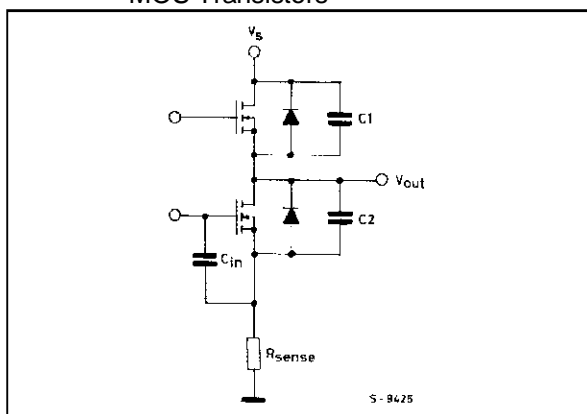 MOS Transistors
Vs
C1
Vout
C2
Cin
Rsense
S-9425